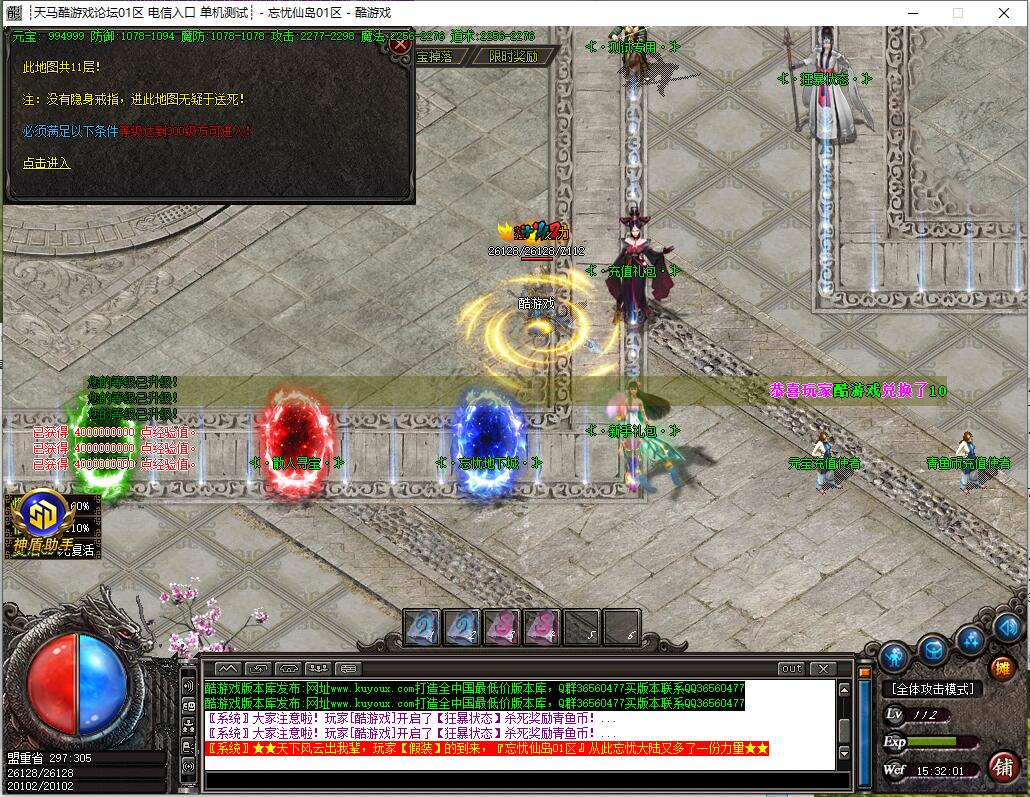 天马酷游戏论坛01区 电信入口 单机测试 - 忘忧仙岛01区 - 酷游戏
元宝: 994999 防御:1078-1094 魔防:1078-1078 攻击:2277-2298 魔法:2256-2276 道术:2256-2276
宝掉落 限时奖励
此地图共11层!
注: 没有隐身戒指,进此地图无疑于送死!
必须满足以下条件等级达到300级方可进入!
点击进入
测试专用
狂暴状态
26128/26128/Z112
充值礼包
酷游戏
您的等级已升级!
您的等级已升级!
您的等级已升级!
恭喜玩家酷游戏兑换了10
已获得 4000000000 点经验值。
已获得 4000000000 点经验值。
已获得 4000000000 点经验值。
散人寻宝
忘忧地下城
新手礼包
元宝充值使者
青鱼币充值使者
神盾助手
1 2 3 4 5 6
out
酷游戏版本库发布:网址www.kuyoux.com打造全中国最低价版本库, Q群36560477买版本联系QQ36560477
酷游戏版本库发布:网址www.kuyoux.com打造全中国最低价版本库, Q群36560477买版本联系QQ36560477
〖系统〗大家注意啦! 玩家[酷游戏]开启了【狂暴状态】杀死奖励青鱼币! ...
〖系统〗大家注意啦! 玩家[酷游戏]开启了【狂暴状态】杀死奖励青鱼币! ...
〖系统〗★★天下风云出我辈, 玩家【假装】的到来, 『忘忧仙岛01区』从此忘忧大陆又多了一份力量★★
盟重省 297:305
26128/26128
20102/20102
摊
[全体攻击模式]
Lv 112
Exp
Wef 15:32:01
铺